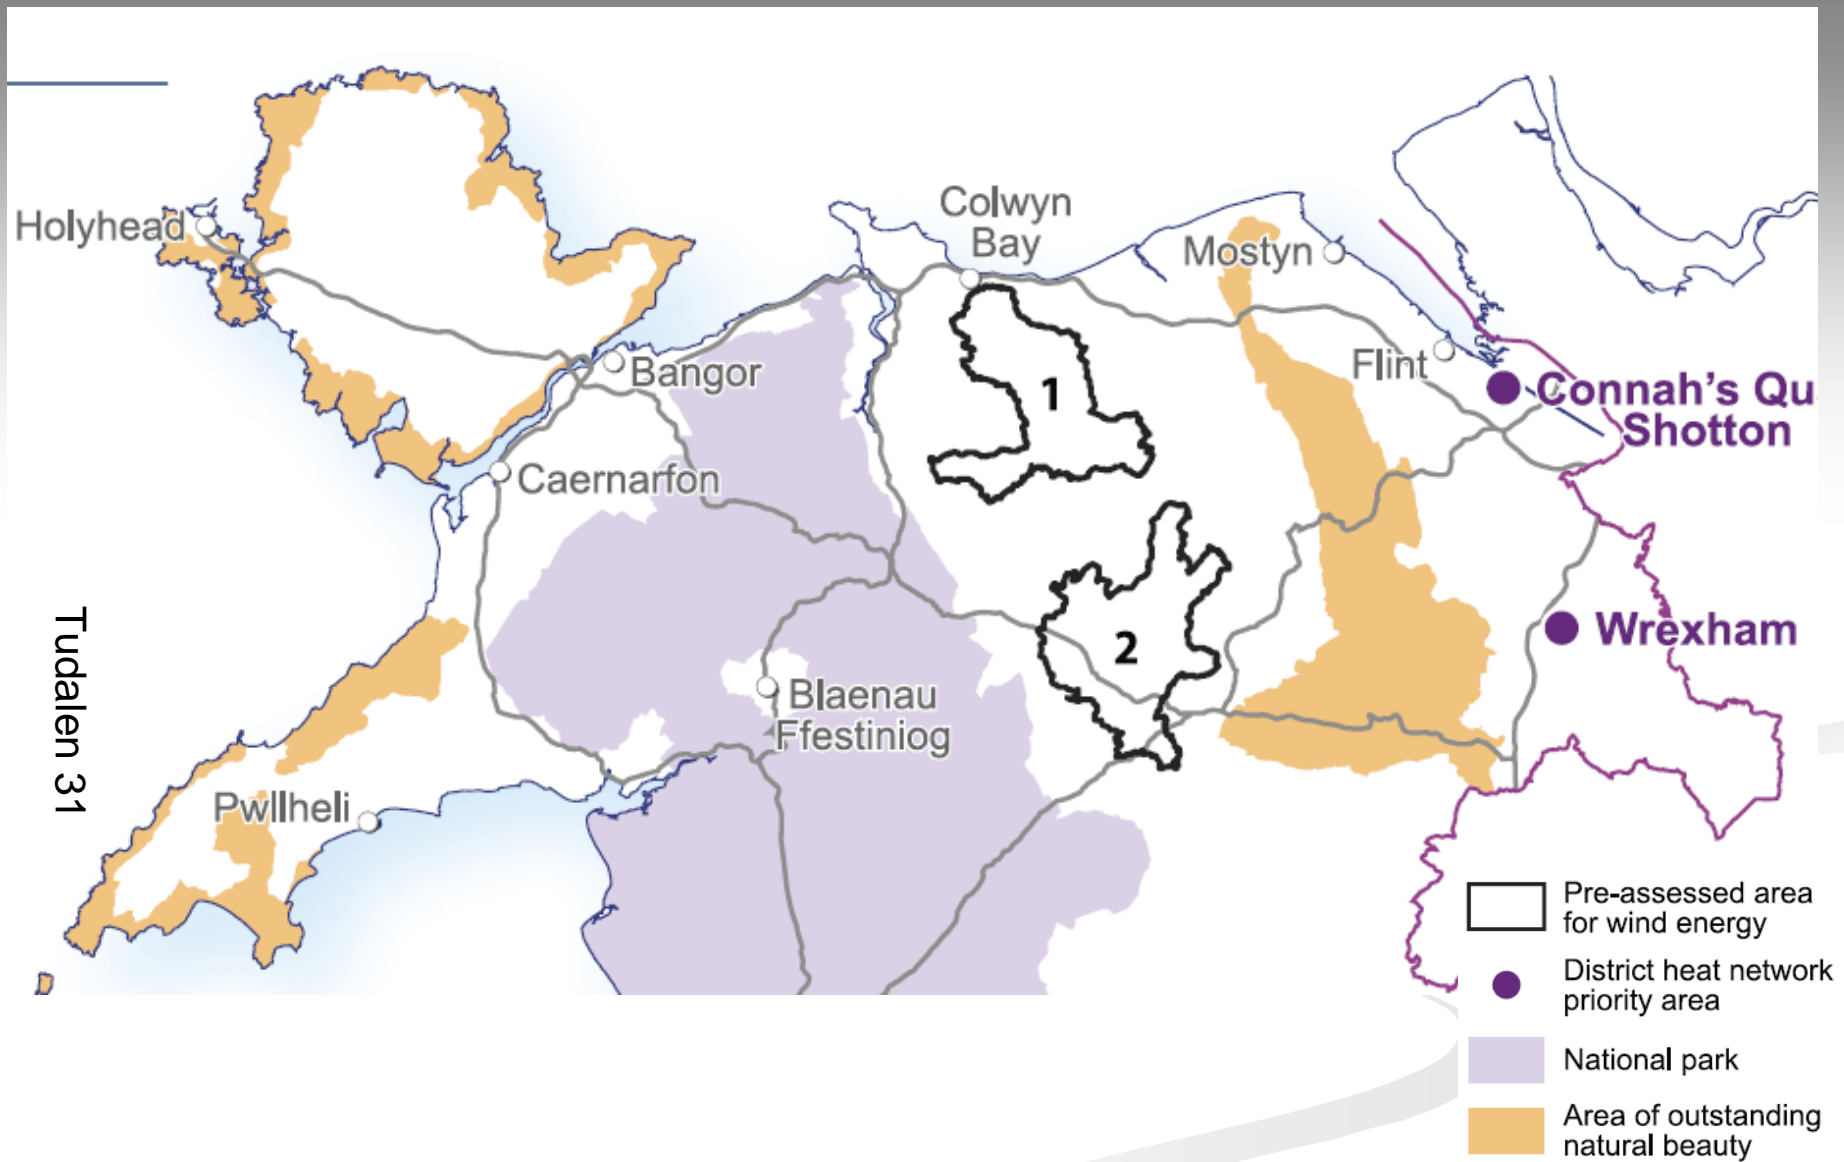 Holyhead
Colwyn
Bay
Mostyn
Bangor
Flint
Connah's Qu
Shotton
1
Caernarfon
Tudalen 31
2
Wrexham
Blaenau
Ffestiniog
Pwllheli
Pre-assessed area
for wind energy
District heat network
priority area
National park
Area of outstanding
natural beauty